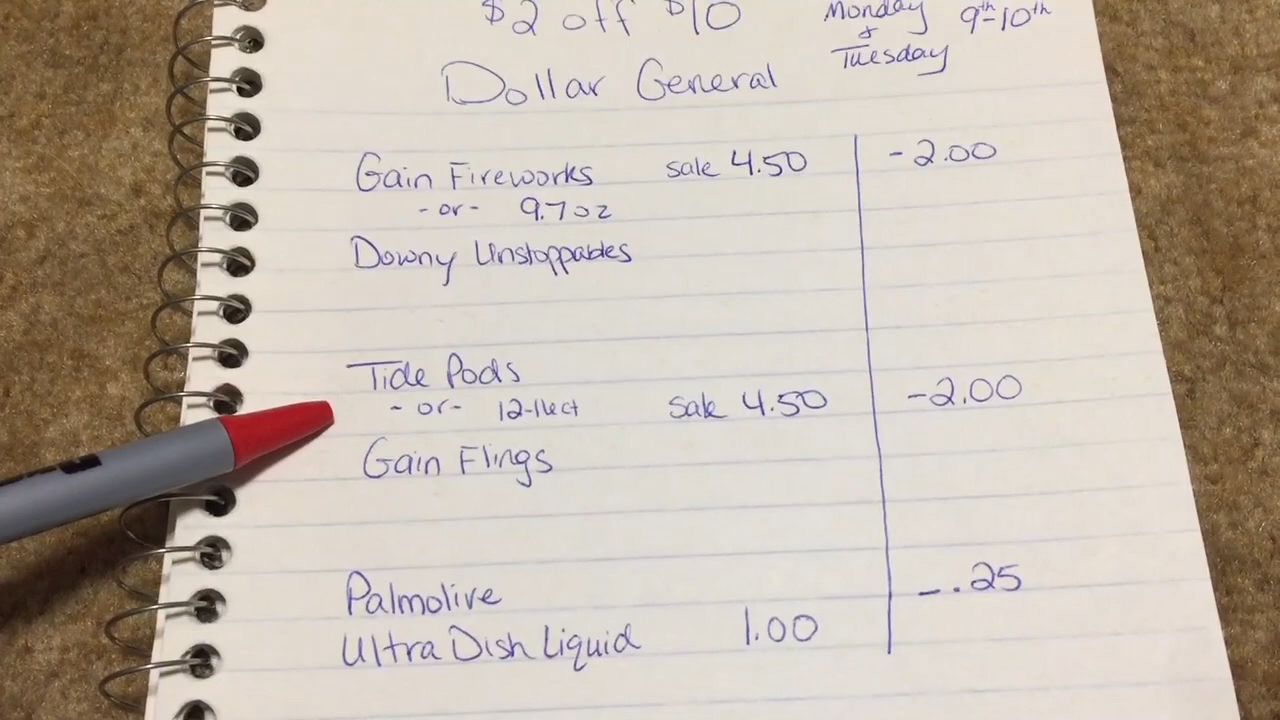 $2 off $10
Monday 9th-10th
&
Tuesday
Dollar General
Gain Fireworks sale 4.50 -2.00
-or- 9.7oz
Downy Unstoppables
Tide Pods
-or- 12-16ct sale 4.50 -2.00
Gain Flings
Palmolive -.25
Ultra Dish Liquid 1.00